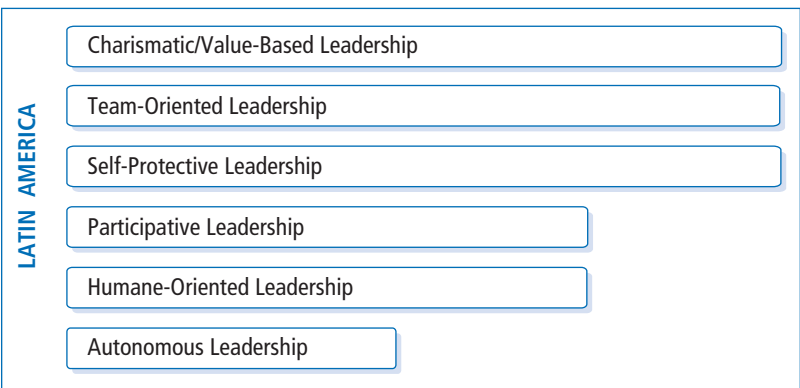 LATIN AMERICA
Charismatic/Value-Based Leadership
Team-Oriented Leadership
Self-Protective Leadership
Participative Leadership
Humane-Oriented Leadership
Autonomous Leadership